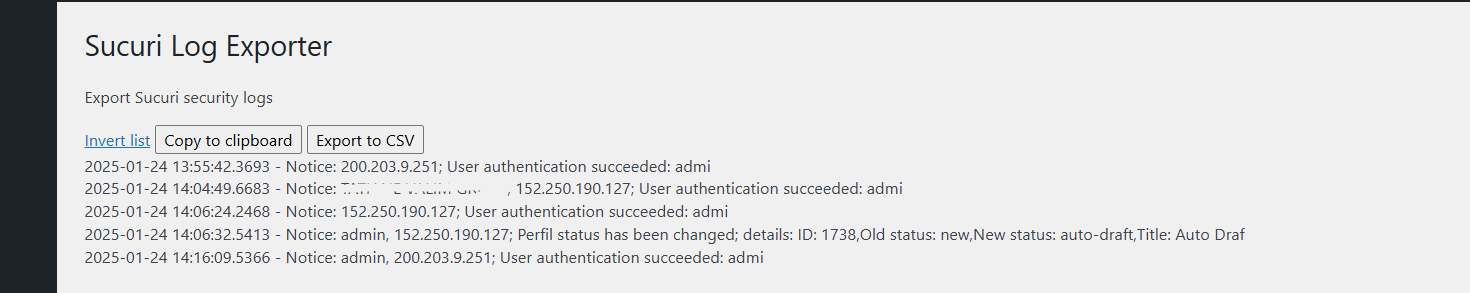 Sucuri Log Exporter
Export Sucuri security logs
Invert list Copy to clipboard Export to CSV
2025-01-24 13:55:42.3693 - Notice: 200.203.9.251; User authentication succeeded: admi
2025-01-24 14:04:49.6683 - Notice: , 152.250.190.127; User authentication succeeded: admi
2025-01-24 14:06:24.2468 - Notice: 152.250.190.127; User authentication succeeded: admi
2025-01-24 14:06:32.5413 - Notice: admin, 152.250.190.127; Perfil status has been changed; details: ID: 1738,Old status: new,New status: auto-draft,Title: Auto Draf
2025-01-24 14:16:09.5366 - Notice: admin, 200.203.9.251; User authentication succeeded: admi